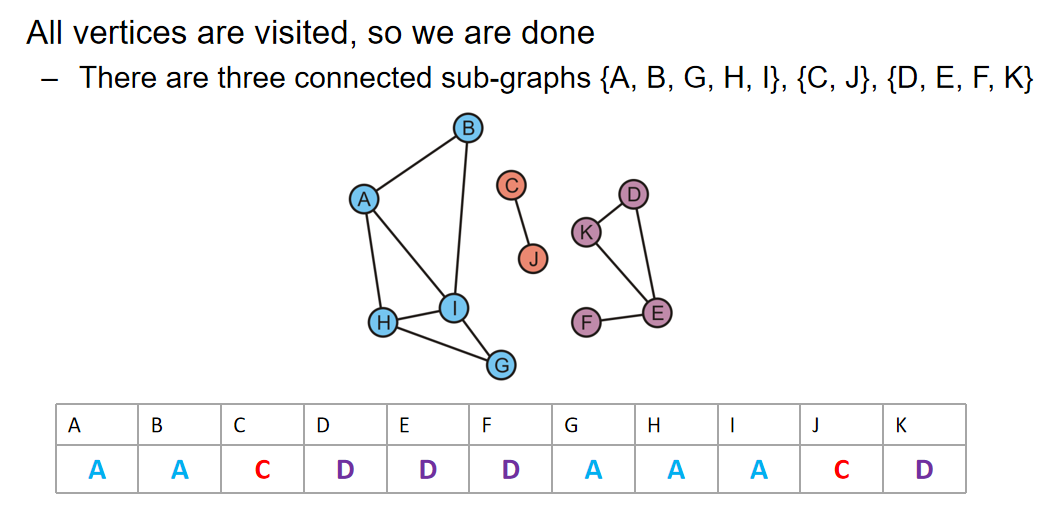 All vertices are visited, so we are done
– There are three connected sub-graphs {A, B, G, H, I}, {C, J}, {D, E, F, K}
B
C
D
A
K
J
I
E
H
F
G
A B C D E F G H I J K
A A C D D D A A A C D